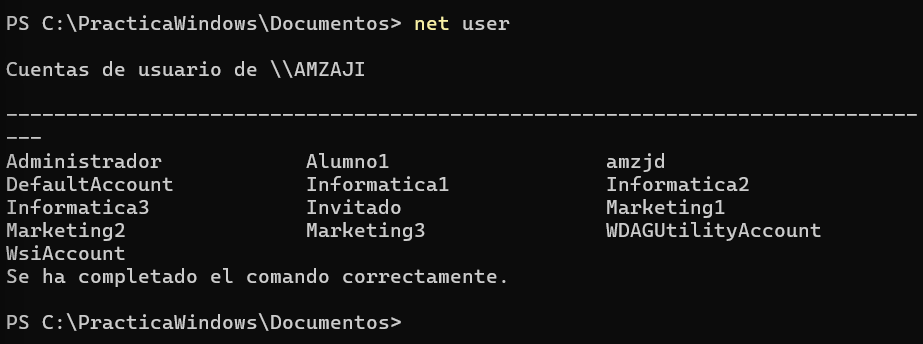 PS C:\PracticaWindows\Documentos> net user
Cuentas de usuario de \\AMZAJI
-------------------------------------------------------------------------------
Administrador            Alumno1                  amzjd
DefaultAccount           Informatica1             Informatica2
Informatica3             Invitado                 Marketing1
Marketing2               Marketing3               WDAGUtilityAccount
WsiAccount
Se ha completado el comando correctamente.
PS C:\PracticaWindows\Documentos>